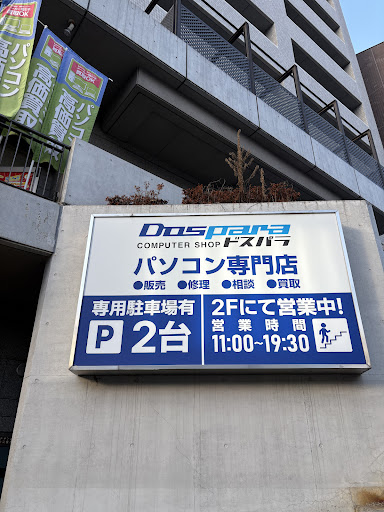 パソコン
高価買取
Dospara
COMPUTER SHOP ドスパラ
パソコン専門店
●販売 ●修理 ●相談 ●買取
専用駐車場有
P 2台
2Fにて営業中!
営業時間
11:00~19:30